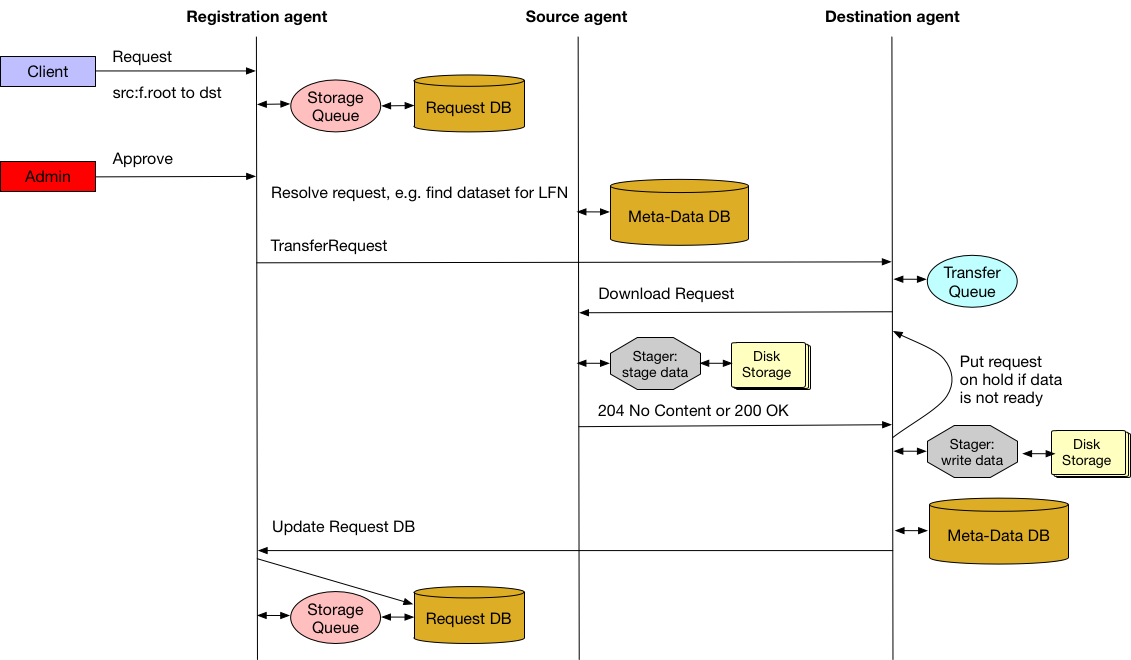 Registration agent
Source agent
Destination agent
Request
Client
src:f.root to dst
Storage
Queue
Request DB
Approve
Admin
Resolve request, e.g. find dataset for LFN
Meta-Data DB
TransferRequest
Transfer
Queue
Download Request
Stager:
stage data
Disk
Storage
Put request
on hold if data
is not ready
204 No Content or 200 OK
Stager:
write data
Disk
Storage
Update Request DB
Meta-Data DB
Storage
Queue
Request DB